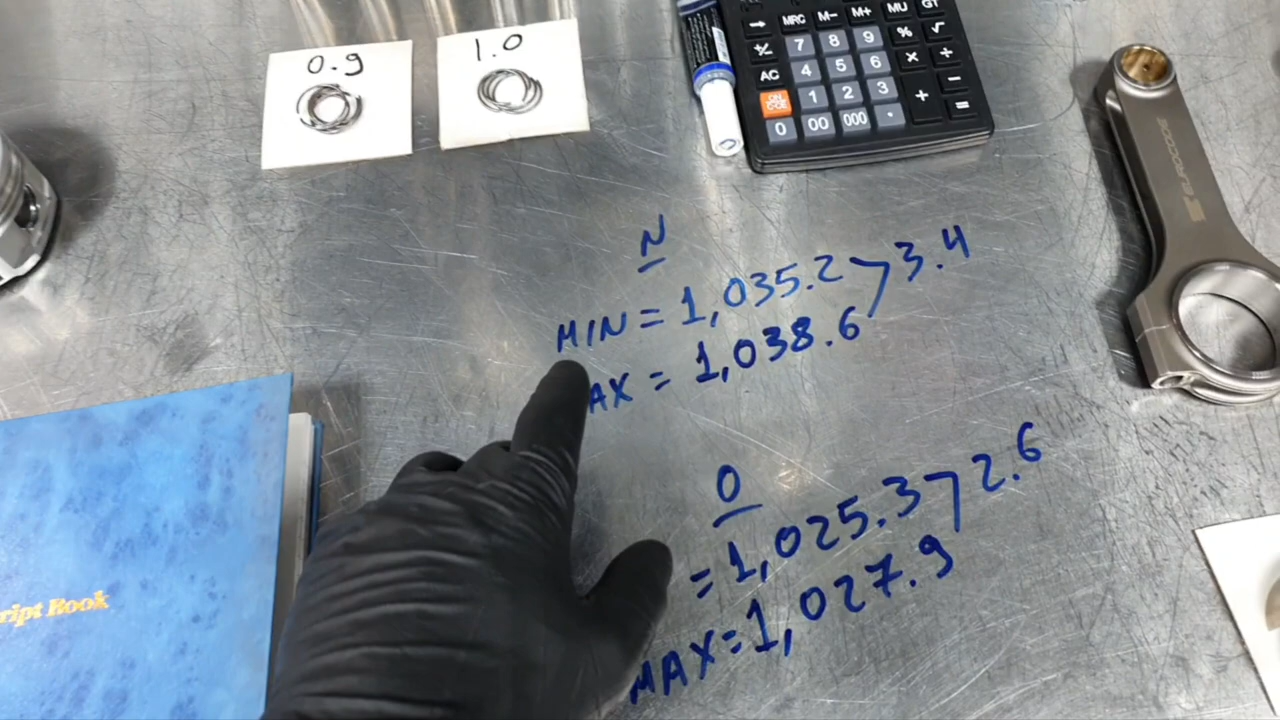 0.9
1.0
→ MRC M− M+ MU GT
+/− 7 8 9 % √
AC 4 5 6 × ÷
ON C·CE 1 2 3 + −
0 00 000 · =
EUROCODE
N
MIN = 1,035.2 > 3.4
AX = 1,038.6
O
= 1,025.3 > 2.6
MAX = 1,027.9
ript Book